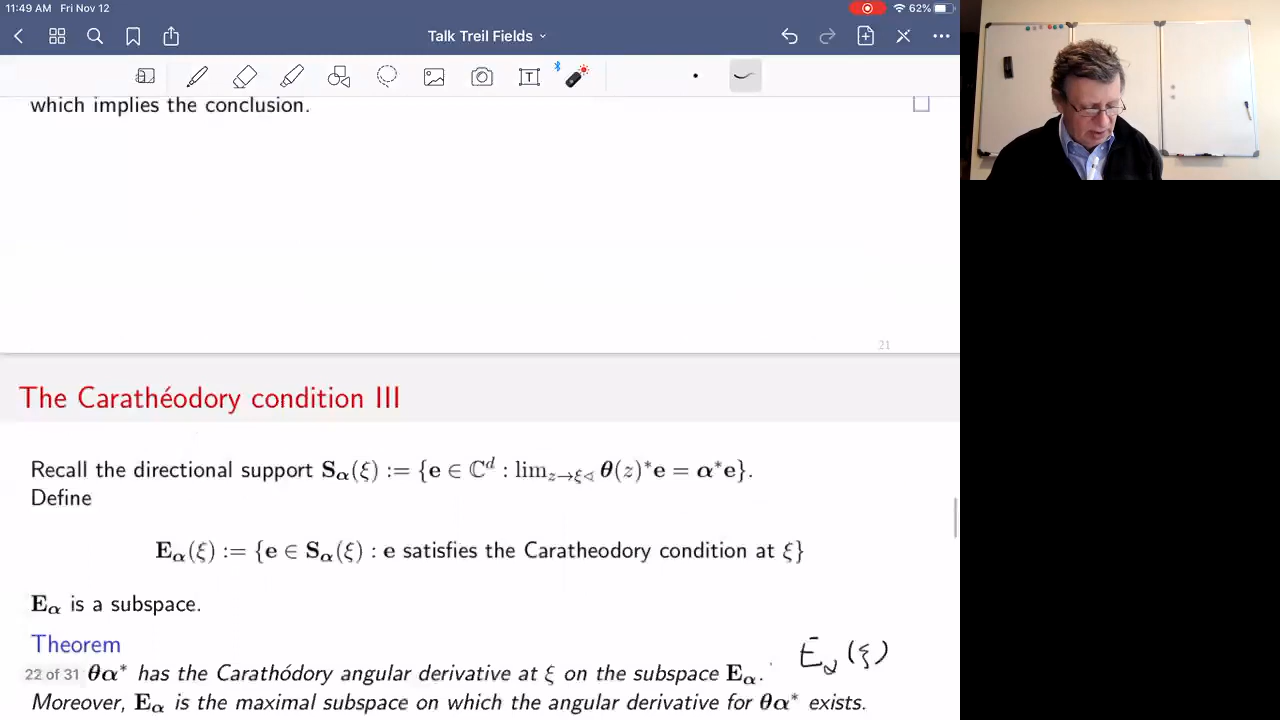 11:49 AM Fri Nov 12
62%
Talk Treil Fields
which implies the conclusion.
21
The Carathéodory condition III
Recall the directional support S_α(ξ) := {e ∈ ℂ^d : lim_{z→ξ∢} θ(z)*e = α*e}.
Define
E_α(ξ) := {e ∈ S_α(ξ) : e satisfies the Caratheodory condition at ξ}
E_α is a subspace.
Theorem
E_α(ξ)
22 of 31
θα* has the Carathódory angular derivative at ξ on the subspace E_α.
Moreover, E_α is the maximal subspace on which the angular derivative for θα* exists.